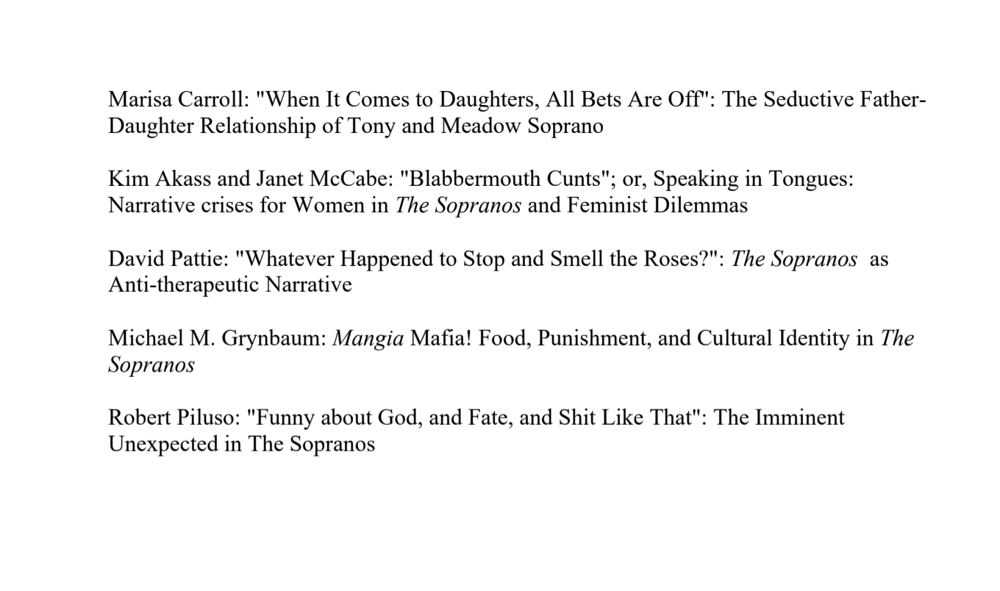 Marisa Carroll: "When It Comes to Daughters, All Bets Are Off": The Seductive Father-
Daughter Relationship of Tony and Meadow Soprano
Kim Akass and Janet McCabe: "Blabbermouth Cunts"; or, Speaking in Tongues:
Narrative crises for Women in The Sopranos and Feminist Dilemmas
David Pattie: "Whatever Happened to Stop and Smell the Roses?": The Sopranos  as
Anti-therapeutic Narrative
Michael M. Grynbaum: Mangia Mafia! Food, Punishment, and Cultural Identity in The
Sopranos
Robert Piluso: "Funny about God, and Fate, and Shit Like That": The Imminent
Unexpected in The Sopranos